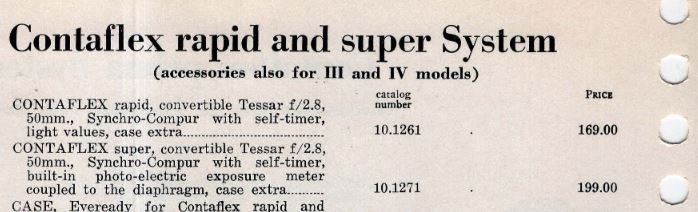 Contaflex rapid and super System
(accessories also for III and IV models)
catalog number PRICE
CONTAFLEX rapid, convertible Tessar f/2.8,
50mm., Synchro-Compur with self-timer,
light values, case extra.................................... 10.1261 . 169.00
CONTAFLEX super, convertible Tessar f/2.8,
50mm., Synchro-Compur with self-timer,
built-in photo-electric exposure meter
coupled to the diaphragm, case extra.......... 10.1271 . 199.00
CASE, Eveready for Contaflex rapid and